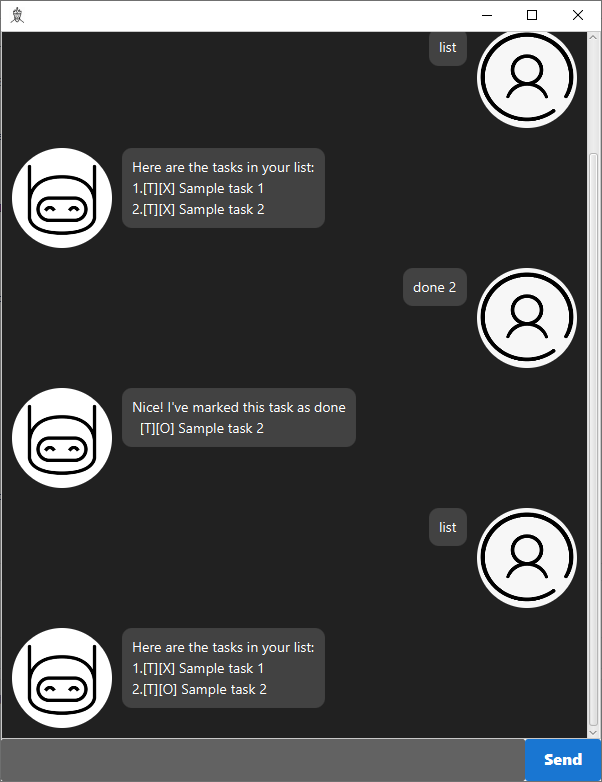 list
Here are the tasks in your list:
1.[T][X] Sample task 1
2.[T][X] Sample task 2
done 2
Nice! I've marked this task as done
[T][O] Sample task 2
list
Here are the tasks in your list:
1.[T][X] Sample task 1
2.[T][O] Sample task 2
Send